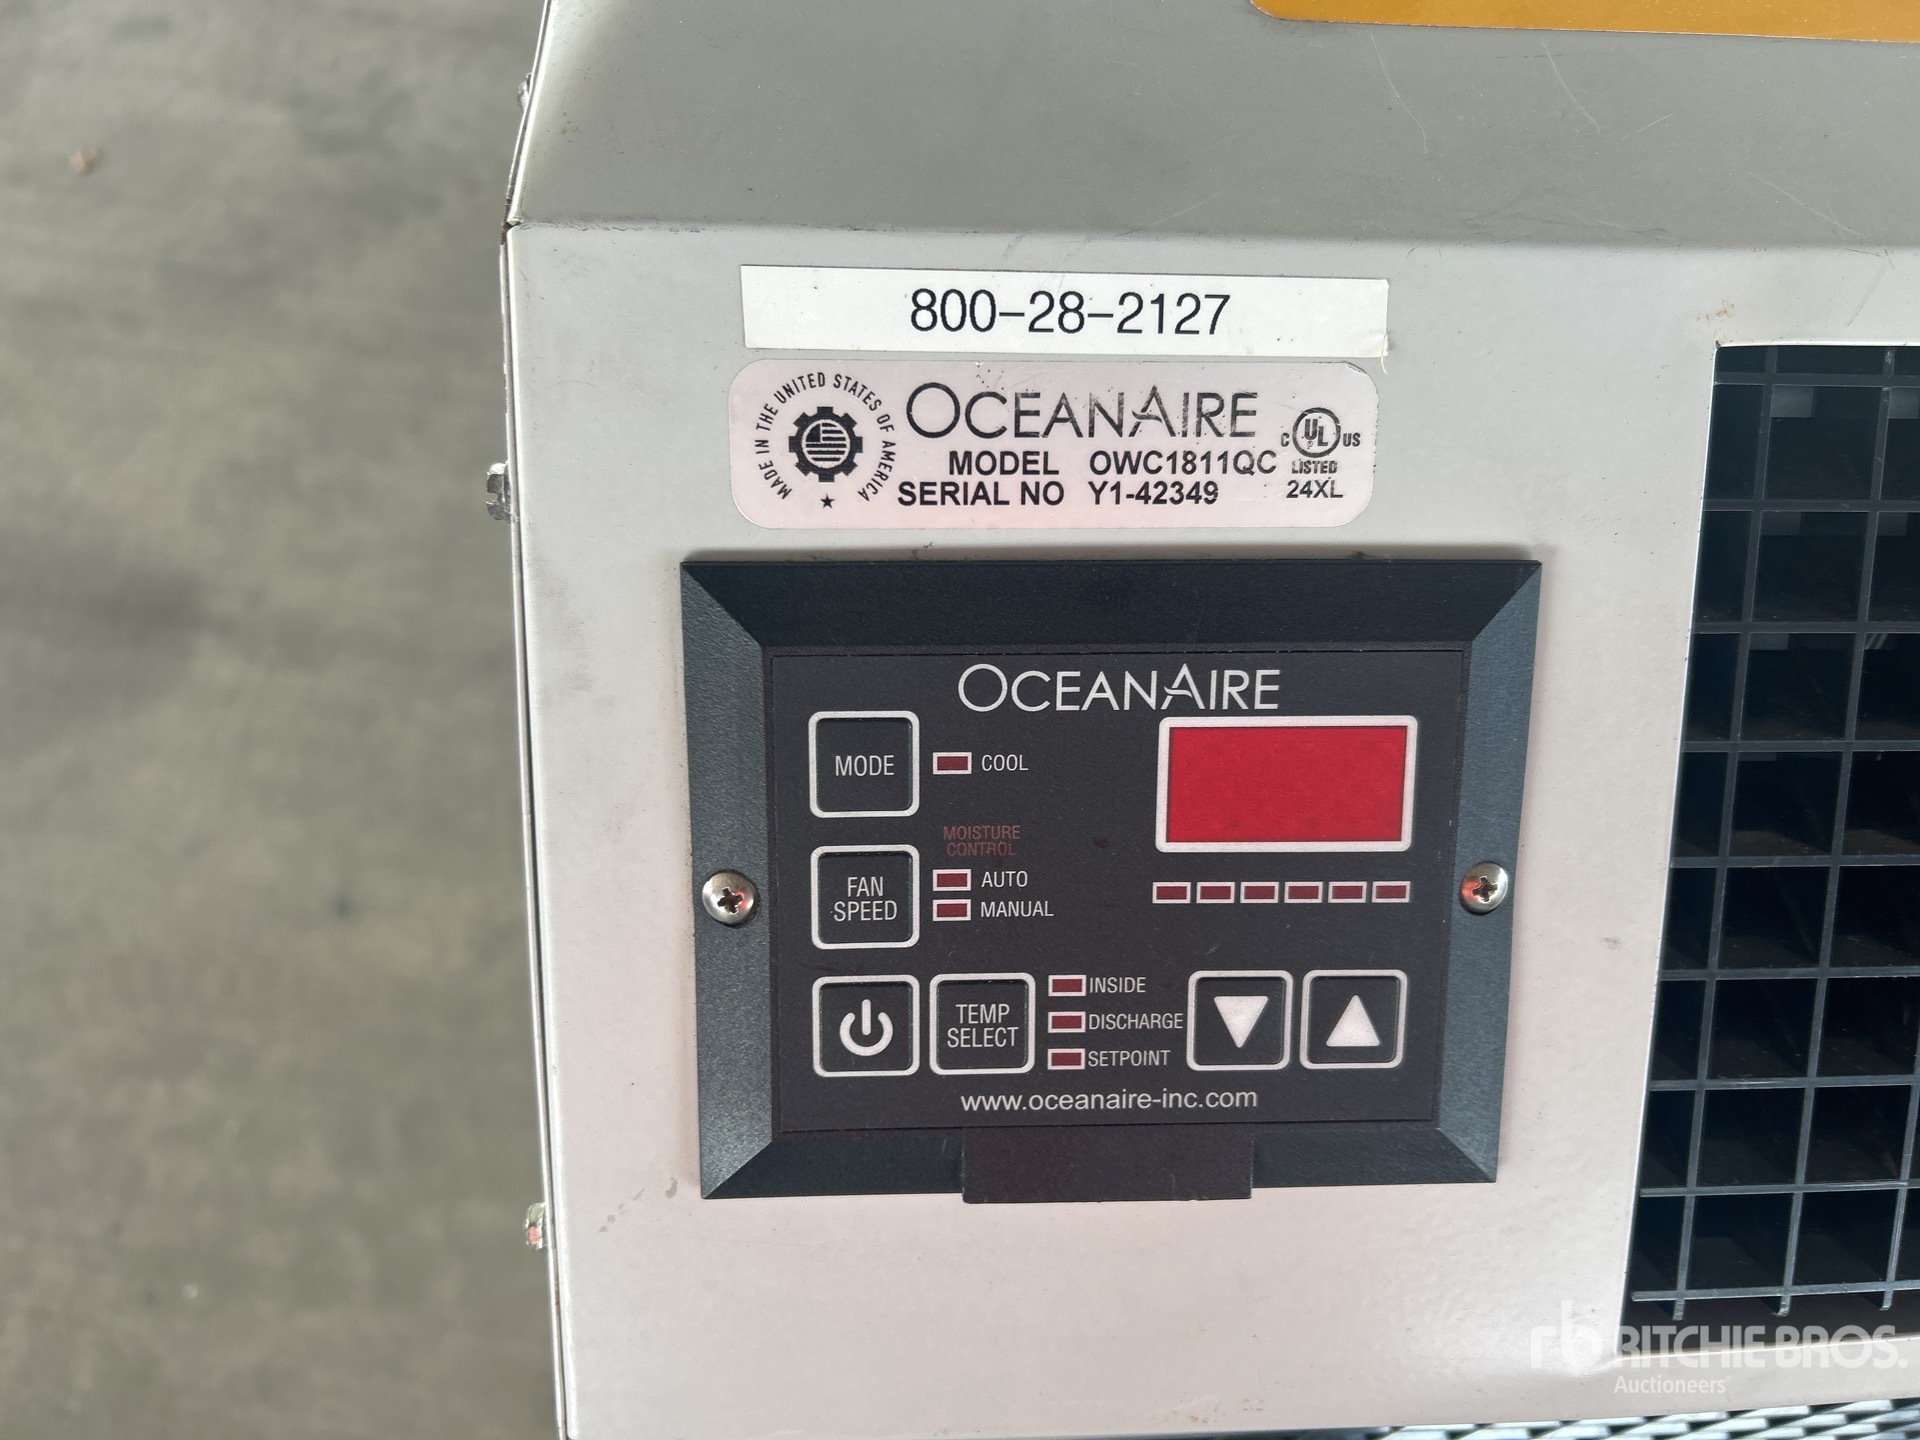 800-28-2127
MADE IN THE UNITED STATES OF AMERICA
OCEANAIRE
MODEL OWC1811QC
SERIAL NO Y1-42349
C UL US
LISTED
24XL
OCEANAIRE
MODE
COOL
MOISTURE
CONTROL
FAN
SPEED
AUTO
MANUAL
TEMP
SELECT
INSIDE
DISCHARGE
SETPOINT
www.oceanaire-inc.com
rb RITCHIE BROS.
Auctioneers